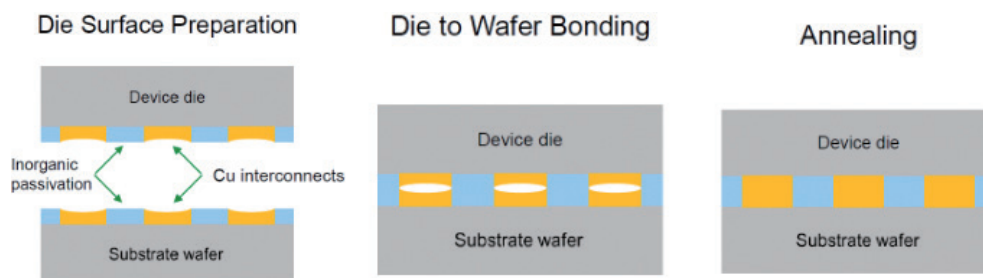 Die Surface Preparation
Device die
Inorganic
passivation
Cu interconnects
Substrate wafer
Die to Wafer Bonding
Device die
Substrate wafer
Annealing
Device die
Substrate wafer